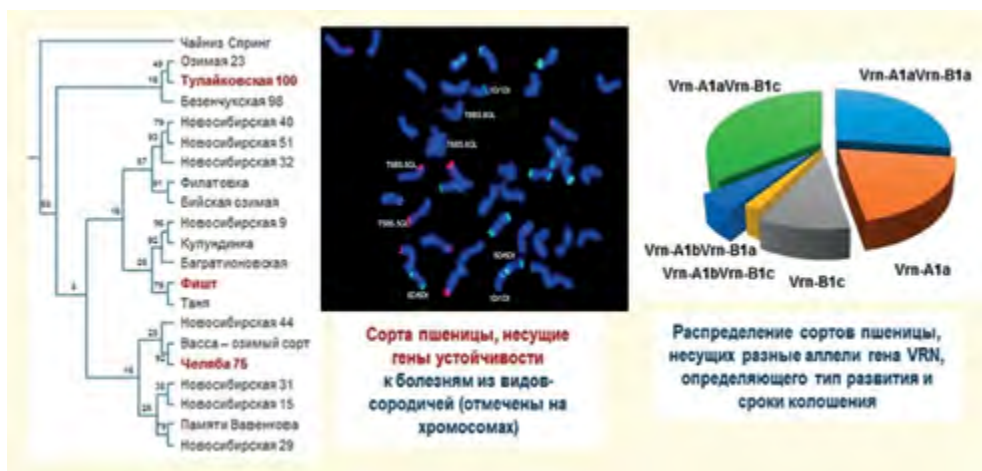 Чайниз Спринг
Озимая 23
Тулайковская 100
Безенчукская 98
Новосибирская 40
Новосибирская 51
Новосибирская 32
Филатовка
Бийская озимая
Новосибирская 9
Кулундинка
Багратионовская
Фишт
Таня
Новосибирская 44
Васса – озимый сорт
Челяба 75
Новосибирская 31
Новосибирская 15
Памяти Вавенкова
Новосибирская 29
Сорта пшеницы, несущие
гены устойчивости
к болезням из видов-
сородичей (отмечены на
хромосомах)
Vrn-A1aVrn-B1c
Vrn-A1aVrn-B1a
Vrn-A1bVrn-B1a
Vrn-A1bVrn-B1c
Vrn-B1c
Vrn-A1a
Распределение сортов пшеницы,
несущих разные аллели гена VRN,
определяющего тип развития и
сроки колошения